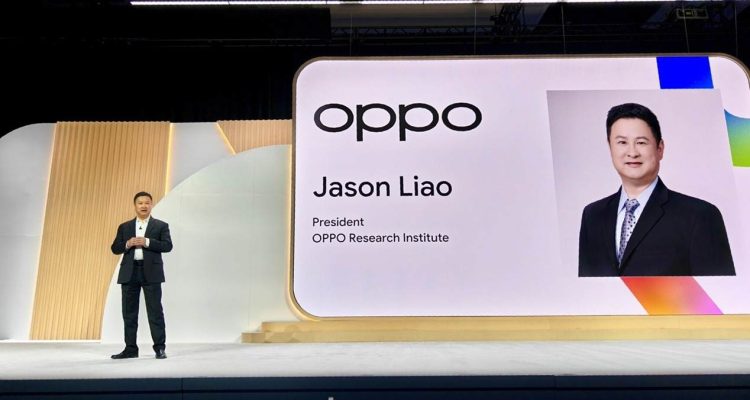 oppo
Jason Liao
President
OPPO Research Institute